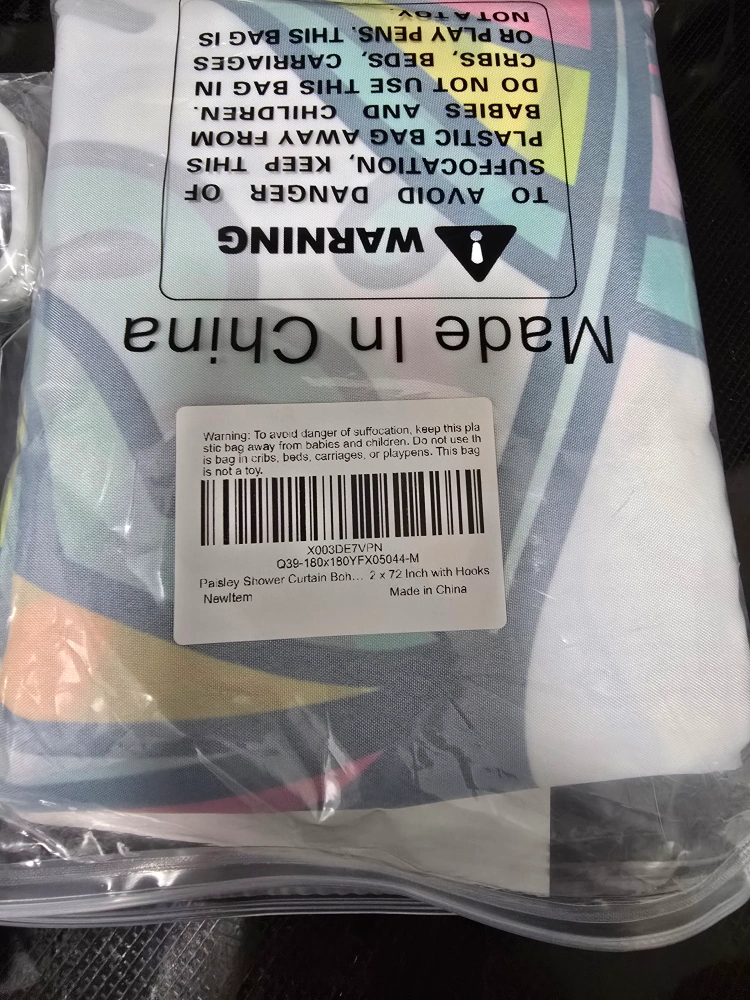 Made In China
WARNING
TO AVOID DANGER OF
SUFFOCATION, KEEP THIS
PLASTIC BAG AWAY FROM
BABIES AND CHILDREN.
DO NOT USE THIS BAG IN
CRIBS, BEDS, CARRIAGES
OR PLAY PENS. THIS BAG IS
NOT A TOY.
Warning: To avoid danger of suffocation, keep this pla
stic bag away from babies and children. Do not use th
is bag in cribs, beds, carriages, or playpens. This bag
is not a toy.
X003DE7VPN
Q39-180x180YFX05044-M
Paisley Shower Curtain Boh... 2 x 72 Inch with Hooks
NewItem Made in China